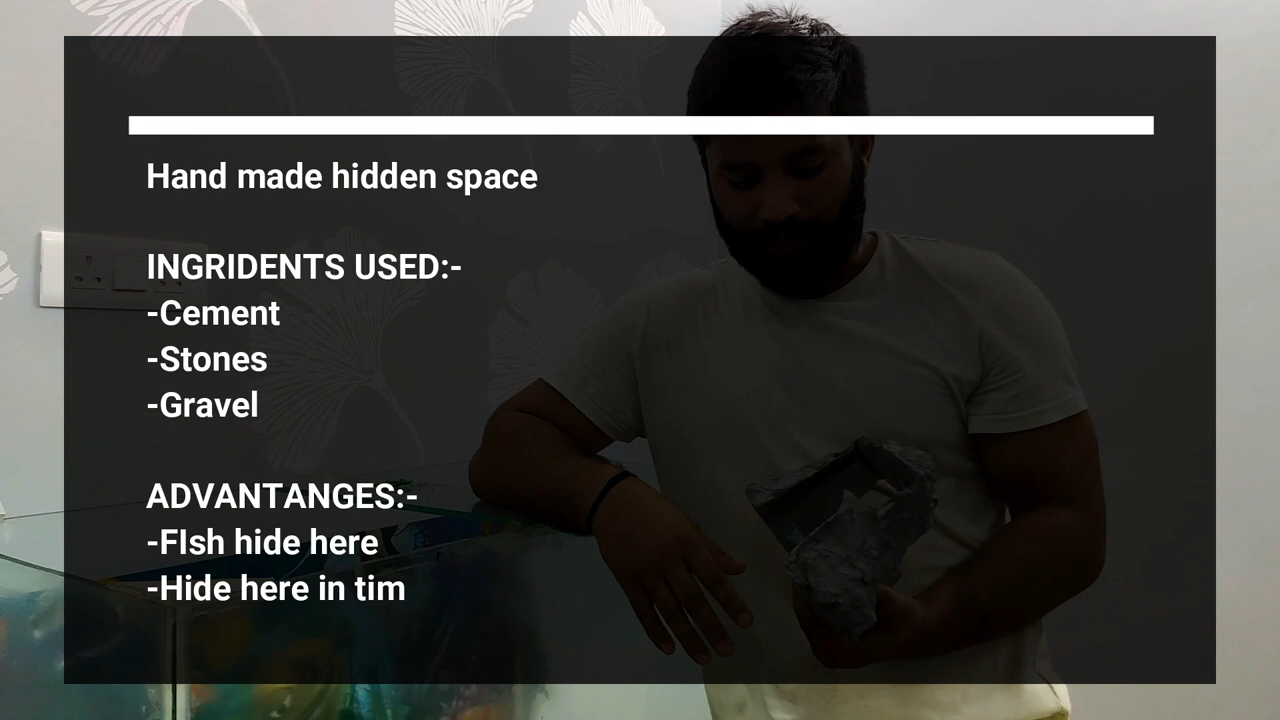 Hand made hidden space
INGRIDENTS USED:-
-Cement
-Stones
-Gravel
ADVANTANGES:-
-FIsh hide here
-Hide here in tim